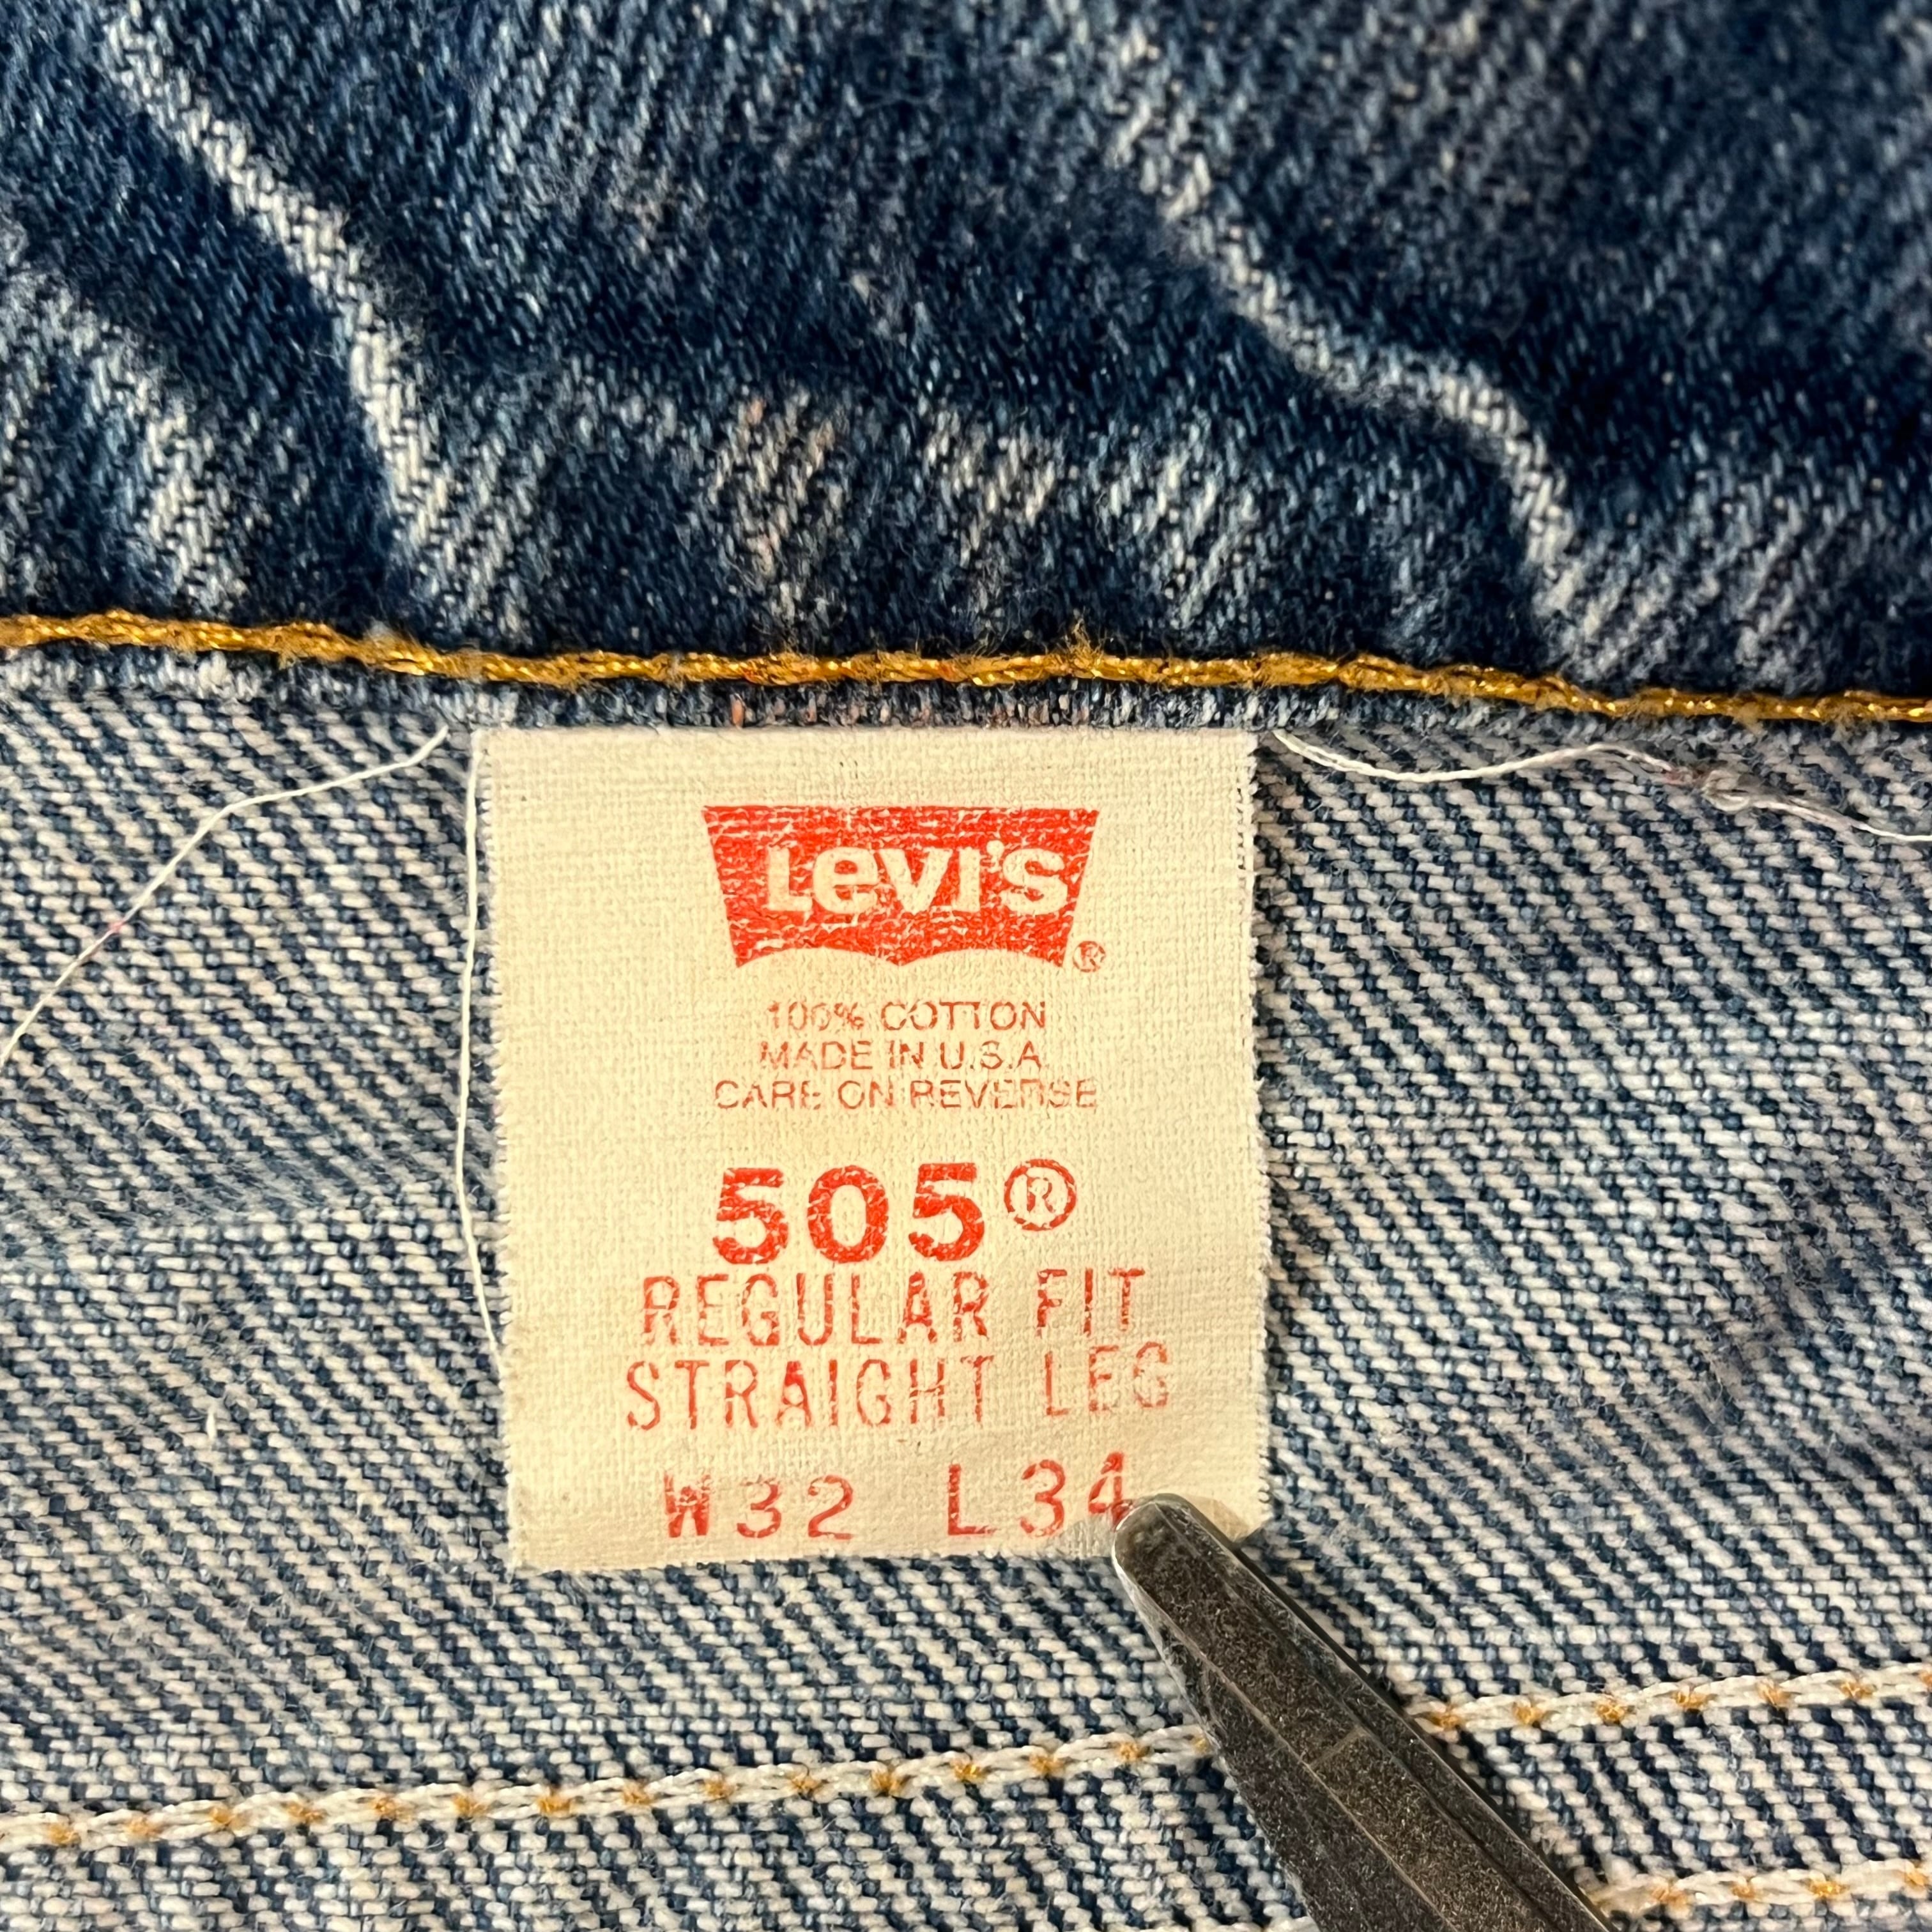 Levi's®
100% COTTON
MADE IN U.S.A.
CARE ON REVERSE
505®
REGULAR FIT
STRAIGHT LEG
W32 L34